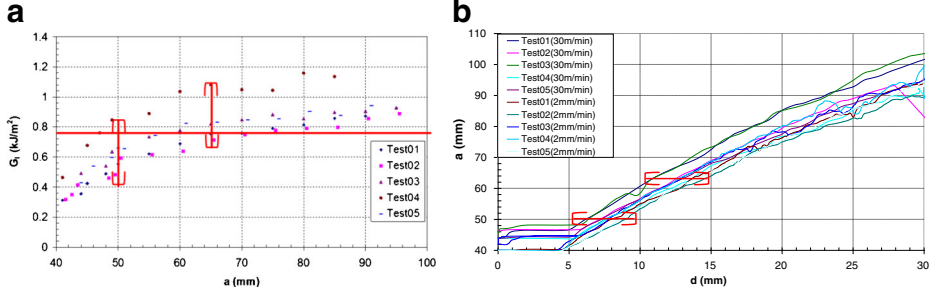 a
1.4
1.2
1
0.8
0.6
0.4
0.2
0
40 50 60 70 80 90 100
G_I (kJ/m²)
a (mm)
Test01
Test02
Test03
Test04
Test05
b
110
100
90
80
70
60
50
40
0 5 10 15 20 25 30
a (mm)
d (mm)
Test01(30m/min)
Test02(30m/min)
Test03(30m/min)
Test04(30m/min)
Test05(30m/min)
Test01(2mm/min)
Test02(2mm/min)
Test03(2mm/min)
Test04(2mm/min)
Test05(2mm/min)